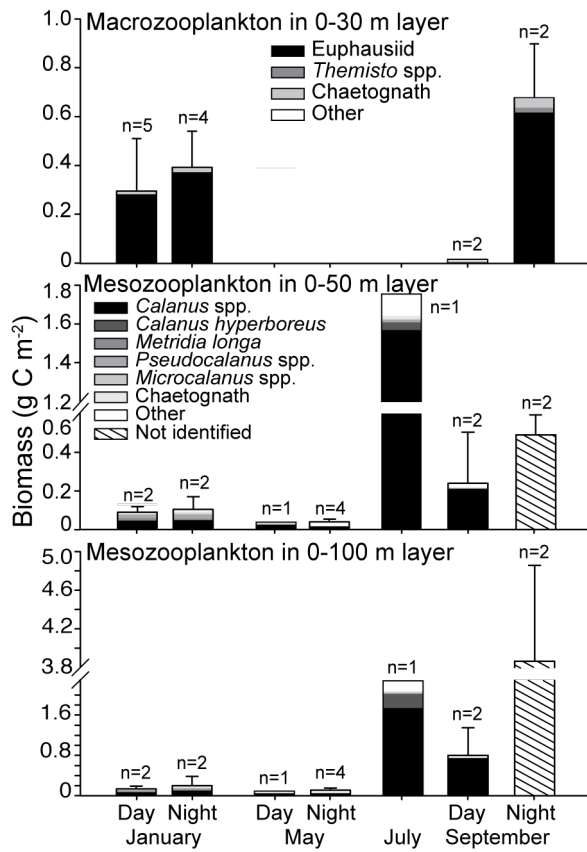 Macrozooplankton in 0-30 m layer
1.0
0.8
0.6
0.4
0.2
0
Euphausiid
Themisto spp.
Chaetognath
Other
n=5
n=4
n=2
n=2
Mesozooplankton in 0-50 m layer
1.8
1.6
1.4
1.2
0.6
0.2
0
Calanus spp.
Calanus hyperboreus
Metridia longa
Pseudocalanus spp.
Microcalanus spp.
Chaetognath
Other
Not identified
n=2
n=2
n=1
n=4
n=1
n=2
n=2
Biomass (g C m-2)
Mesozooplankton in 0-100 m layer
5.0
4.6
3.8
1.6
0.8
0
n=2
n=2
n=1
n=4
n=1
n=2
n=2
Day Night Day Night Day Night
January May July September